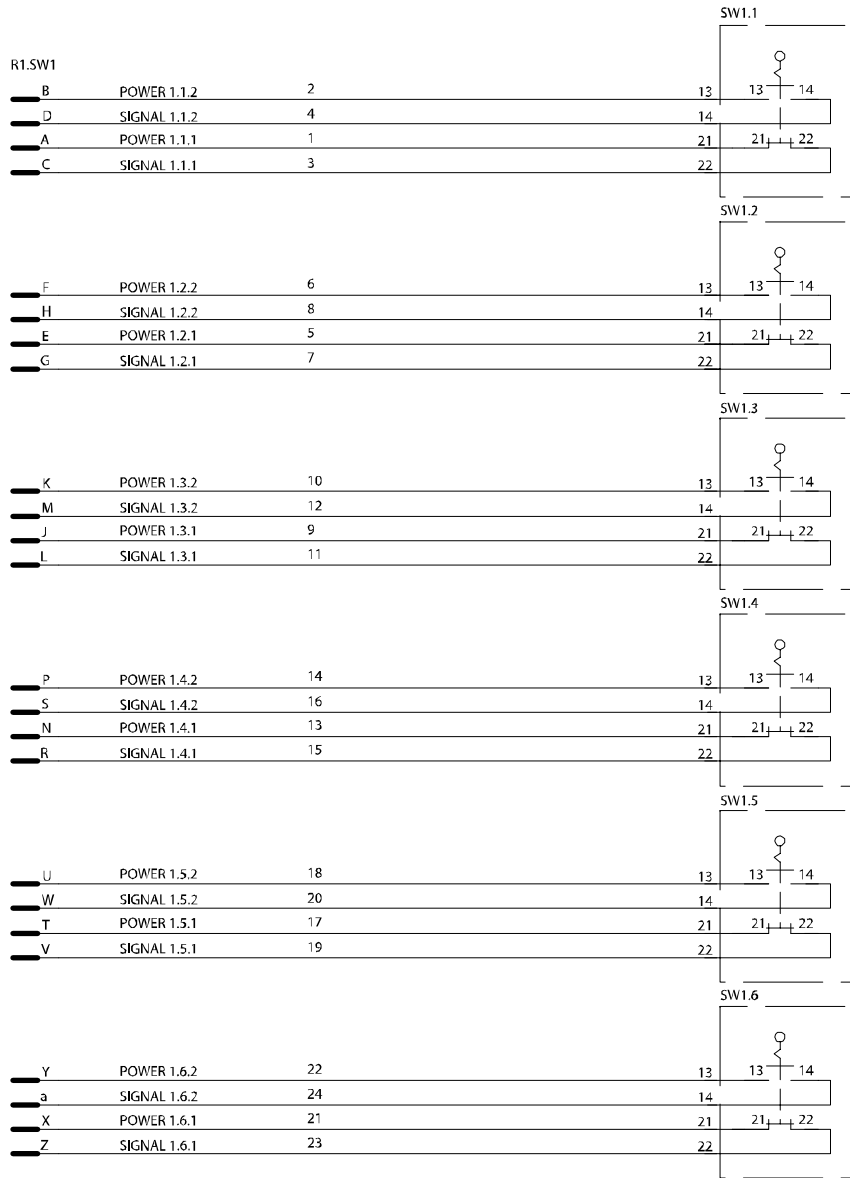 SW1.1
R1.SW1
B POWER 1.1.2 2 13 13 14
D SIGNAL 1.1.2 4 14
A POWER 1.1.1 1 21 21 22
C SIGNAL 1.1.1 3 22
SW1.2
F POWER 1.2.2 6 13 13 14
H SIGNAL 1.2.2 8 14
E POWER 1.2.1 5 21 21 22
G SIGNAL 1.2.1 7 22
SW1.3
K POWER 1.3.2 10 13 13 14
M SIGNAL 1.3.2 12 14
J POWER 1.3.1 9 21 21 22
L SIGNAL 1.3.1 11 22
SW1.4
P POWER 1.4.2 14 13 13 14
S SIGNAL 1.4.2 16 14
N POWER 1.4.1 13 21 21 22
R SIGNAL 1.4.1 15 22
SW1.5
U POWER 1.5.2 18 13 13 14
W SIGNAL 1.5.2 20 14
T POWER 1.5.1 17 21 21 22
V SIGNAL 1.5.1 19 22
SW1.6
Y POWER 1.6.2 22 13 13 14
a SIGNAL 1.6.2 24 14
X POWER 1.6.1 21 21 21 22
Z SIGNAL 1.6.1 23 22